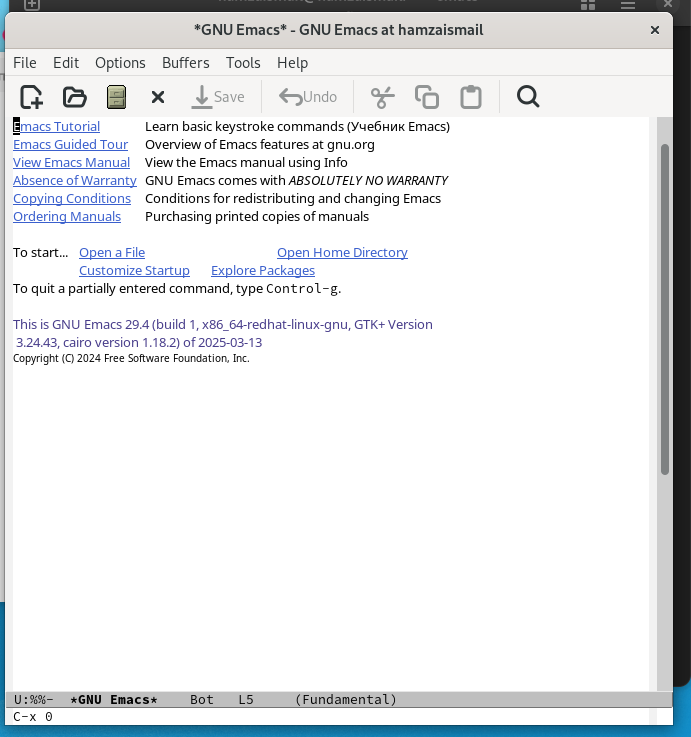 *GNU Emacs* - GNU Emacs at hamzaismail
File Edit Options Buffers Tools Help
Save Undo
Emacs Tutorial Learn basic keystroke commands (Учебник Emacs)
Emacs Guided Tour Overview of Emacs features at gnu.org
View Emacs Manual View the Emacs manual using Info
Absence of Warranty GNU Emacs comes with ABSOLUTELY NO WARRANTY
Copying Conditions Conditions for redistributing and changing Emacs
Ordering Manuals Purchasing printed copies of manuals
To start... Open a File Open Home Directory
Customize Startup Explore Packages
To quit a partially entered command, type Control-g.
This is GNU Emacs 29.4 (build 1, x86_64-redhat-linux-gnu, GTK+ Version
3.24.43, cairo version 1.18.2) of 2025-03-13
Copyright (C) 2024 Free Software Foundation, Inc.
U:%%- *GNU Emacs* Bot L5 (Fundamental)
C-x 0